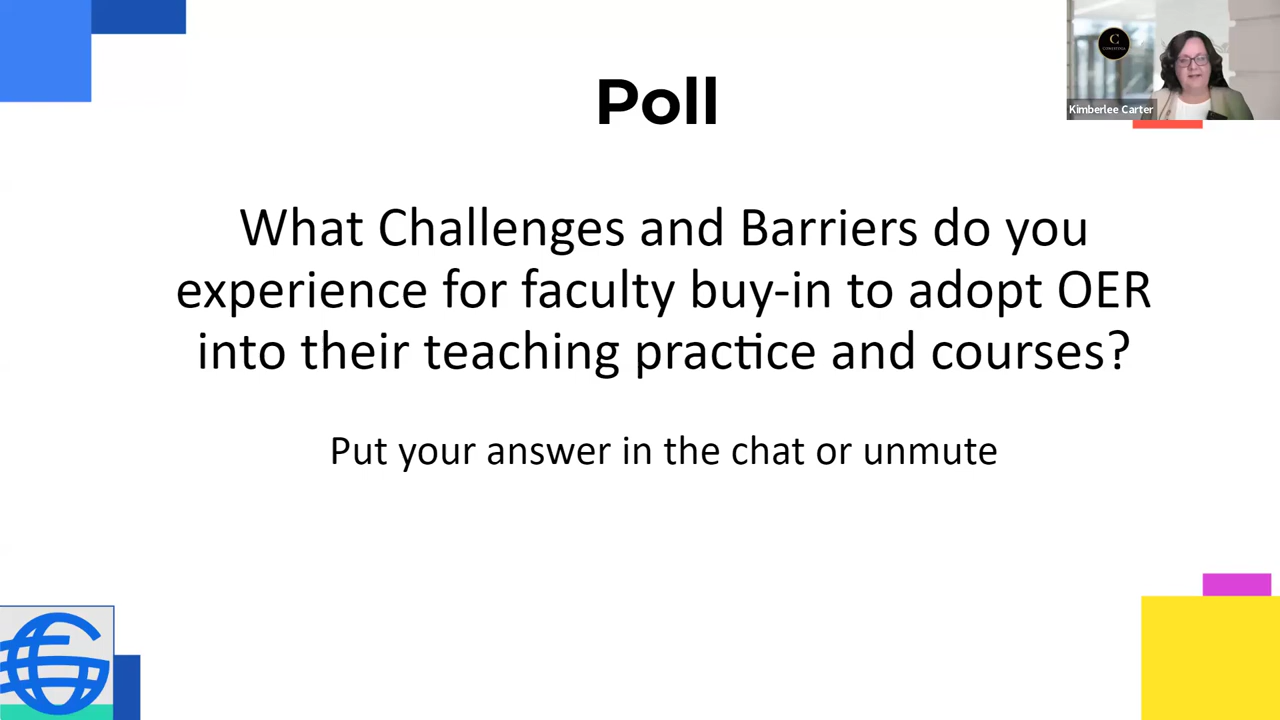 Poll
C
CONESTOGA
Kimberlee Carter
What Challenges and Barriers do you
experience for faculty buy-in to adopt OER
into their teaching practice and courses?
Put your answer in the chat or unmute